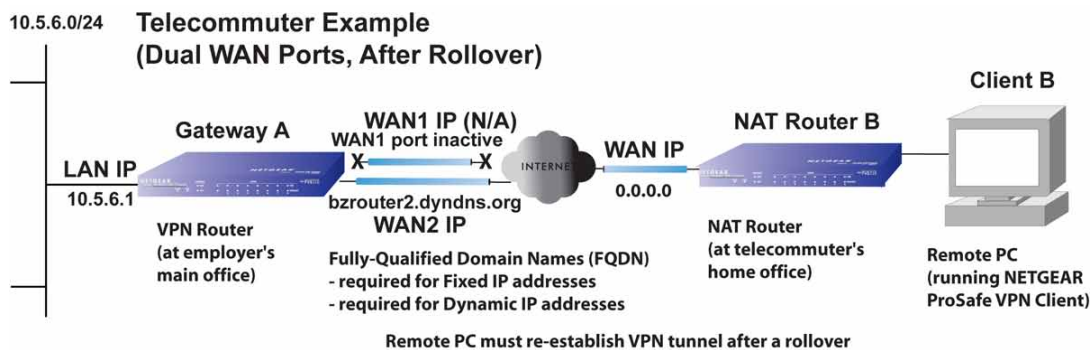 10.5.6.0/24
Telecommuter Example
(Dual WAN Ports, After Rollover)
Client B
Gateway A
WAN1 IP (N/A)
WAN1 port inactive
NAT Router B
LAN IP
X
X
INTERNET
WAN IP
NETGEAR
NETGEAR
10.5.6.1
bzrouter2.dyndns.org
WAN2 IP
0.0.0.0
VPN Router
(at employer's
main office)
Fully-Qualified Domain Names (FQDN)
- required for Fixed IP addresses
- required for Dynamic IP addresses
NAT Router
(at telecommuter's
home office)
Remote PC
(running NETGEAR
ProSafe VPN Client)
Remote PC must re-establish VPN tunnel after a rollover